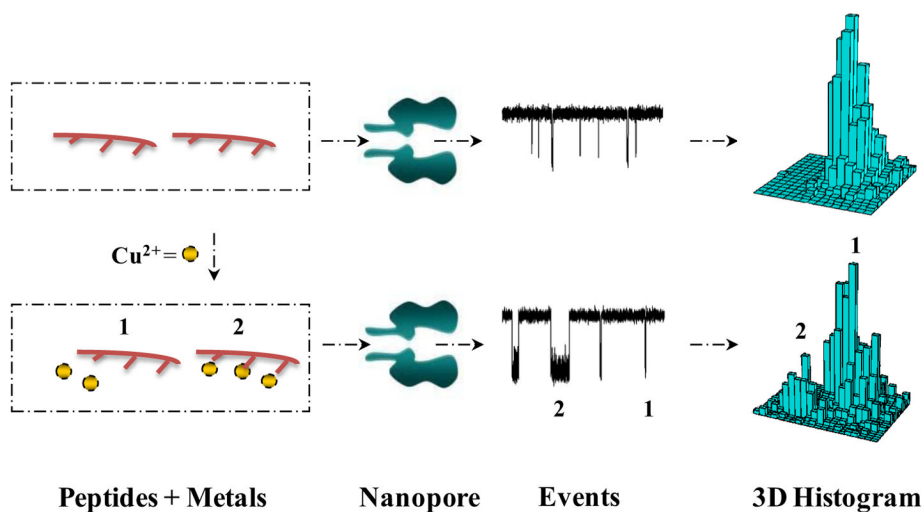 1
Cu²⁺=
1 2
2
2 1
Peptides + Metals Nanopore Events 3D Histogram